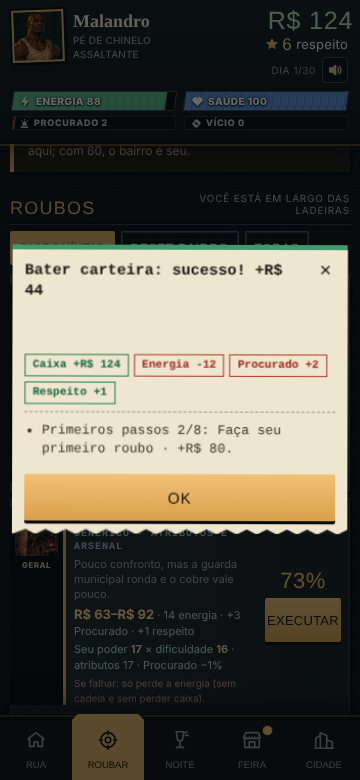 Malandro
PÉ DE CHINELO
ASSALTANTE
R$ 124
6 respeito
DIA 1/30
ENERGIA 88
SAÚDE 100
PROCURADO 2
VÍCIO 0
aqui; com 60, o bairro é seu.
ROUBOS
VOCÊ ESTÁ EM LARGO DAS
LADEIRAS
Bater carteira: sucesso! +R$
44
×
Caixa +R$ 124
Energia -12
Procurado +2
Respeito +1
• Primeiros passos 2/8: Faça seu
primeiro roubo · +R$ 80.
OK
ARSENAL
GERAL
Pouco confronto, mas a guarda
municipal ronda e o cobre vale
pouco.
R$ 63–R$ 92 · 14 energia · +3
Procurado · +1 respeito
Seu poder 17 × dificuldade 16 ·
atributos 17 · Procurado −1%
Se falhar: só perde a energia (sem
cadeia e sem perder caixa).
73%
EXECUTAR
RUA
ROUBAR
NOITE
FEIRA
CIDADE